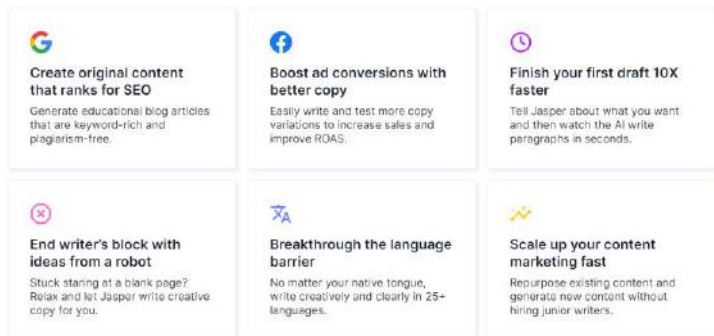 Create original content
that ranks for SEO
Generate educational blog articles
that are keyword-rich and
plagiarism-free.
Boost ad conversions with
better copy
Easily write and test more copy
variations to increase sales and
improve ROAS.
Finish your first draft 10X
faster
Tell Jasper about what you want
and then watch the AI write
paragraphs in seconds.
End writer's block with
ideas from a robot
Stuck staring at a blank page?
Relax and let Jasper write creative
copy for you.
Breakthrough the language
barrier
No matter your native tongue,
write creatively and clearly in 25+
languages.
Scale up your content
marketing fast
Repurpose existing content and
generate new content without
hiring junior writers.